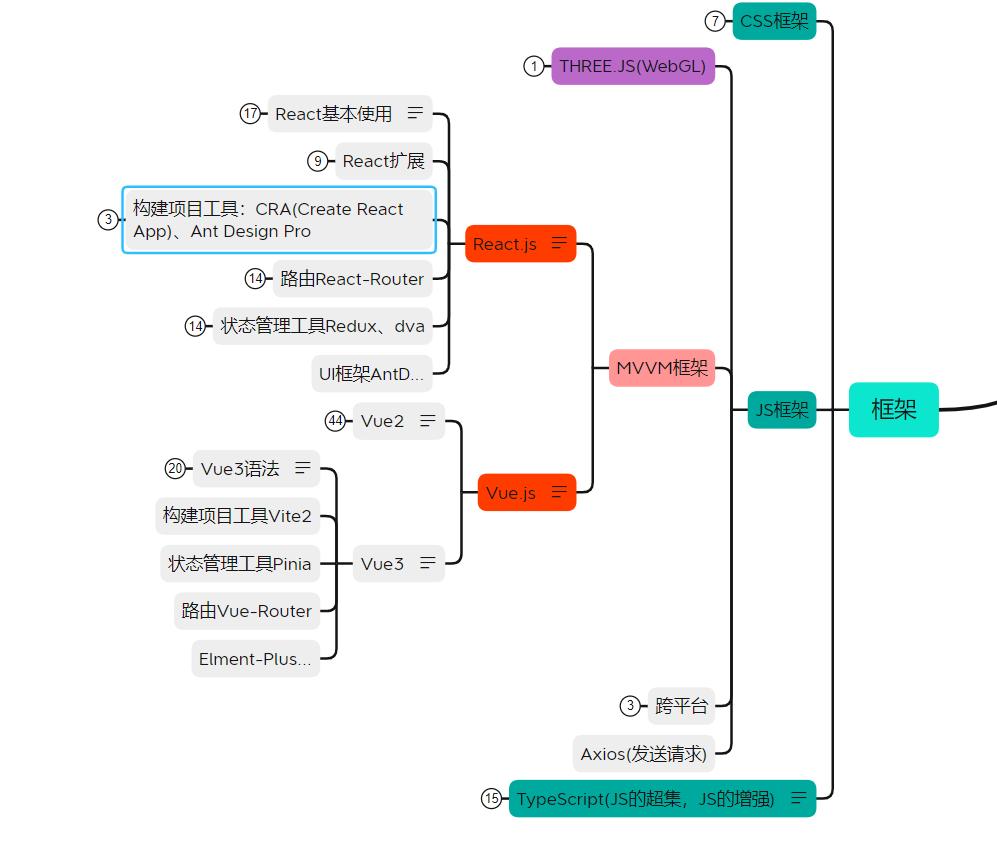 7
CSS框架
1
THREE.JS(WebGL)
17
React基本使用
9
React扩展
3
构建项目工具：CRA(Create React
App)、Ant Design Pro
React.js
14
路由React-Router
14
状态管理工具Redux、dva
UI框架AntD...
MVVM框架
JS框架
框架
44
Vue2
20
Vue3语法
Vue.js
构建项目工具Vite2
状态管理工具Pinia
Vue3
路由Vue-Router
Elment-Plus...
3
跨平台
Axios(发送请求)
15
TypeScript(JS的超集，JS的增强)